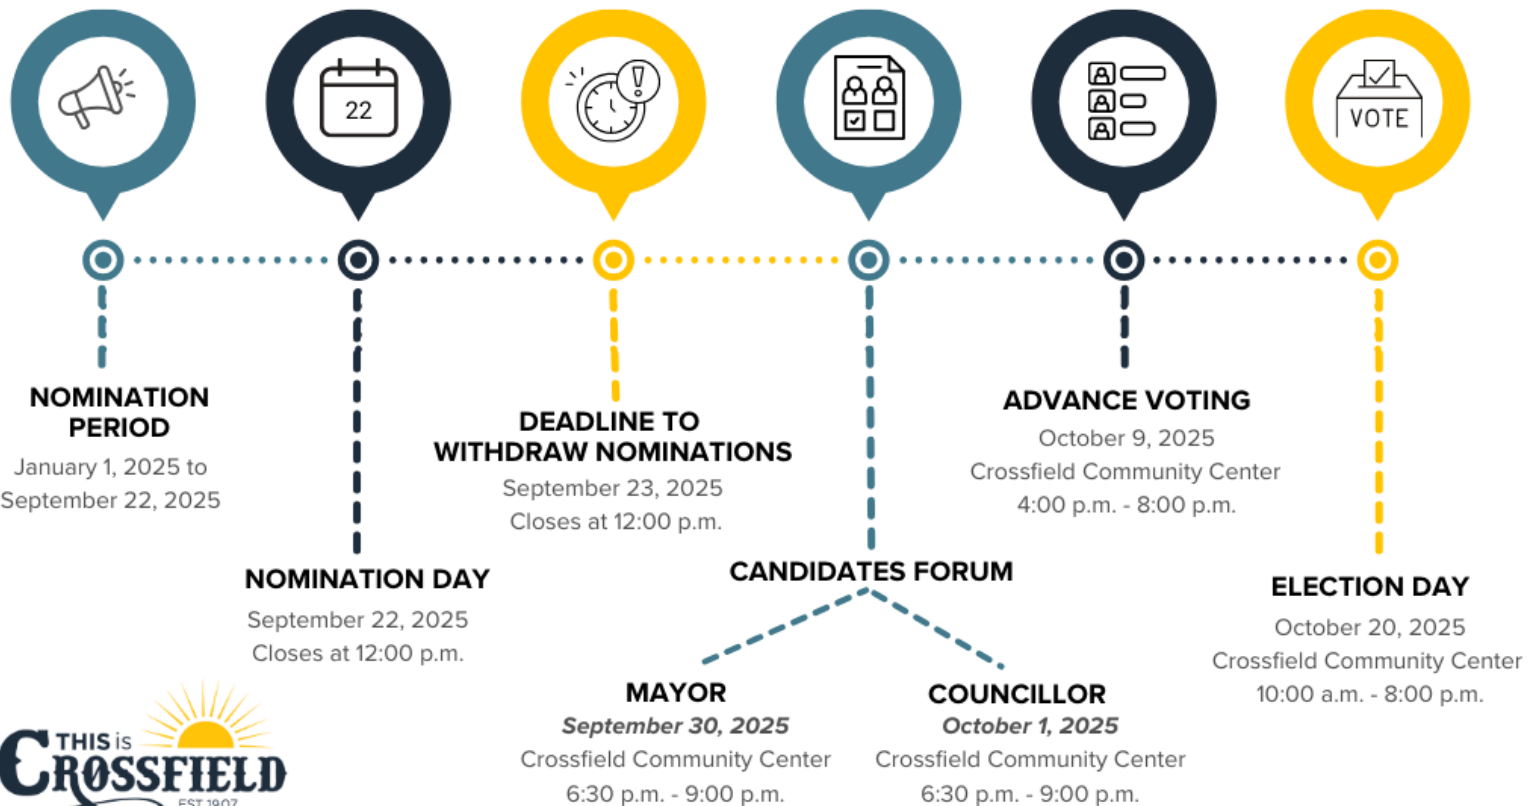 22
VOTE
NOMINATION
PERIOD
January 1, 2025 to
September 22, 2025
NOMINATION DAY
September 22, 2025
Closes at 12:00 p.m.
DEADLINE TO
WITHDRAW NOMINATIONS
September 23, 2025
Closes at 12:00 p.m.
CANDIDATES FORUM
MAYOR
September 30, 2025
Crossfield Community Center
6:30 p.m. - 9:00 p.m.
COUNCILLOR
October 1, 2025
Crossfield Community Center
6:30 p.m. - 9:00 p.m.
ADVANCE VOTING
October 9, 2025
Crossfield Community Center
4:00 p.m. - 8:00 p.m.
ELECTION DAY
October 20, 2025
Crossfield Community Center
10:00 a.m. - 8:00 p.m.
THIS is
CROSSFIELD
EST 1907